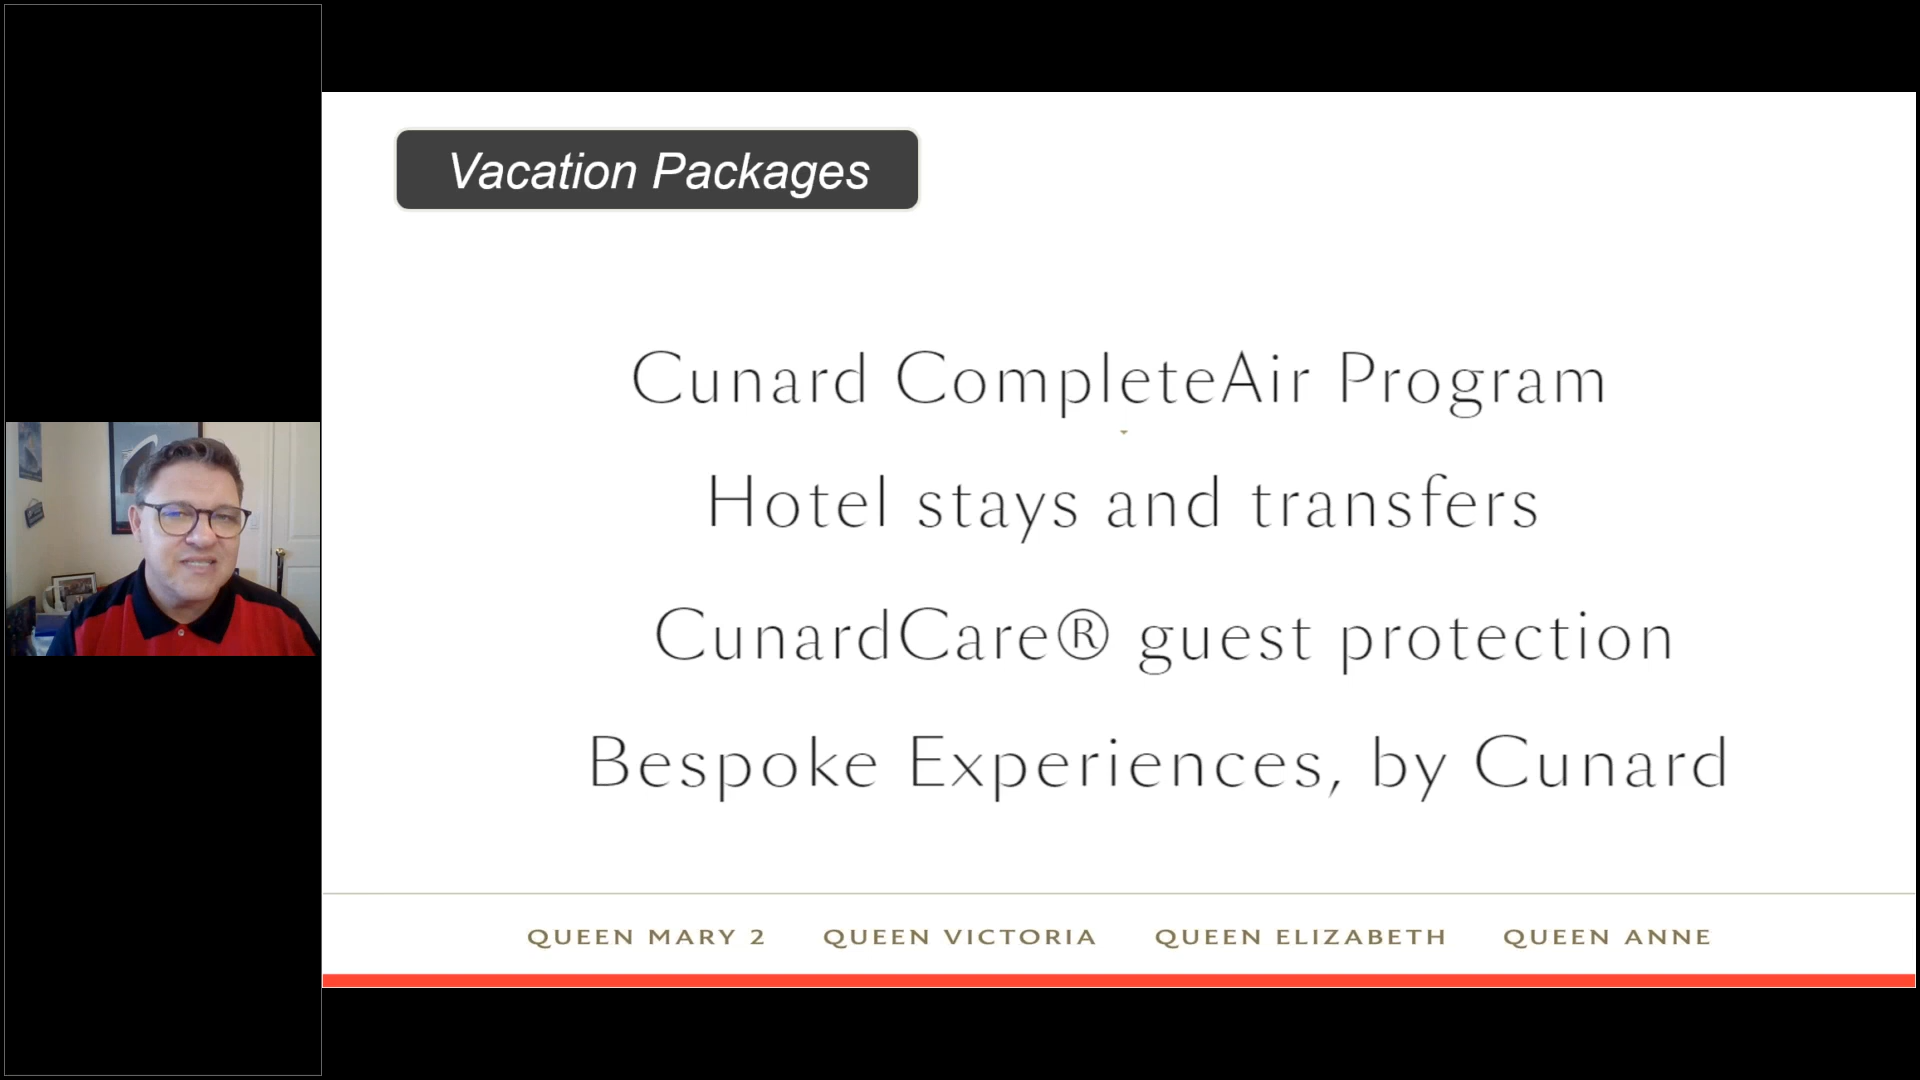 Vacation Packages
Cunard CompleteAir Program
Hotel stays and transfers
CunardCare® guest protection
Bespoke Experiences, by Cunard
QUEEN MARY 2 QUEEN VICTORIA QUEEN ELIZABETH QUEEN ANNE